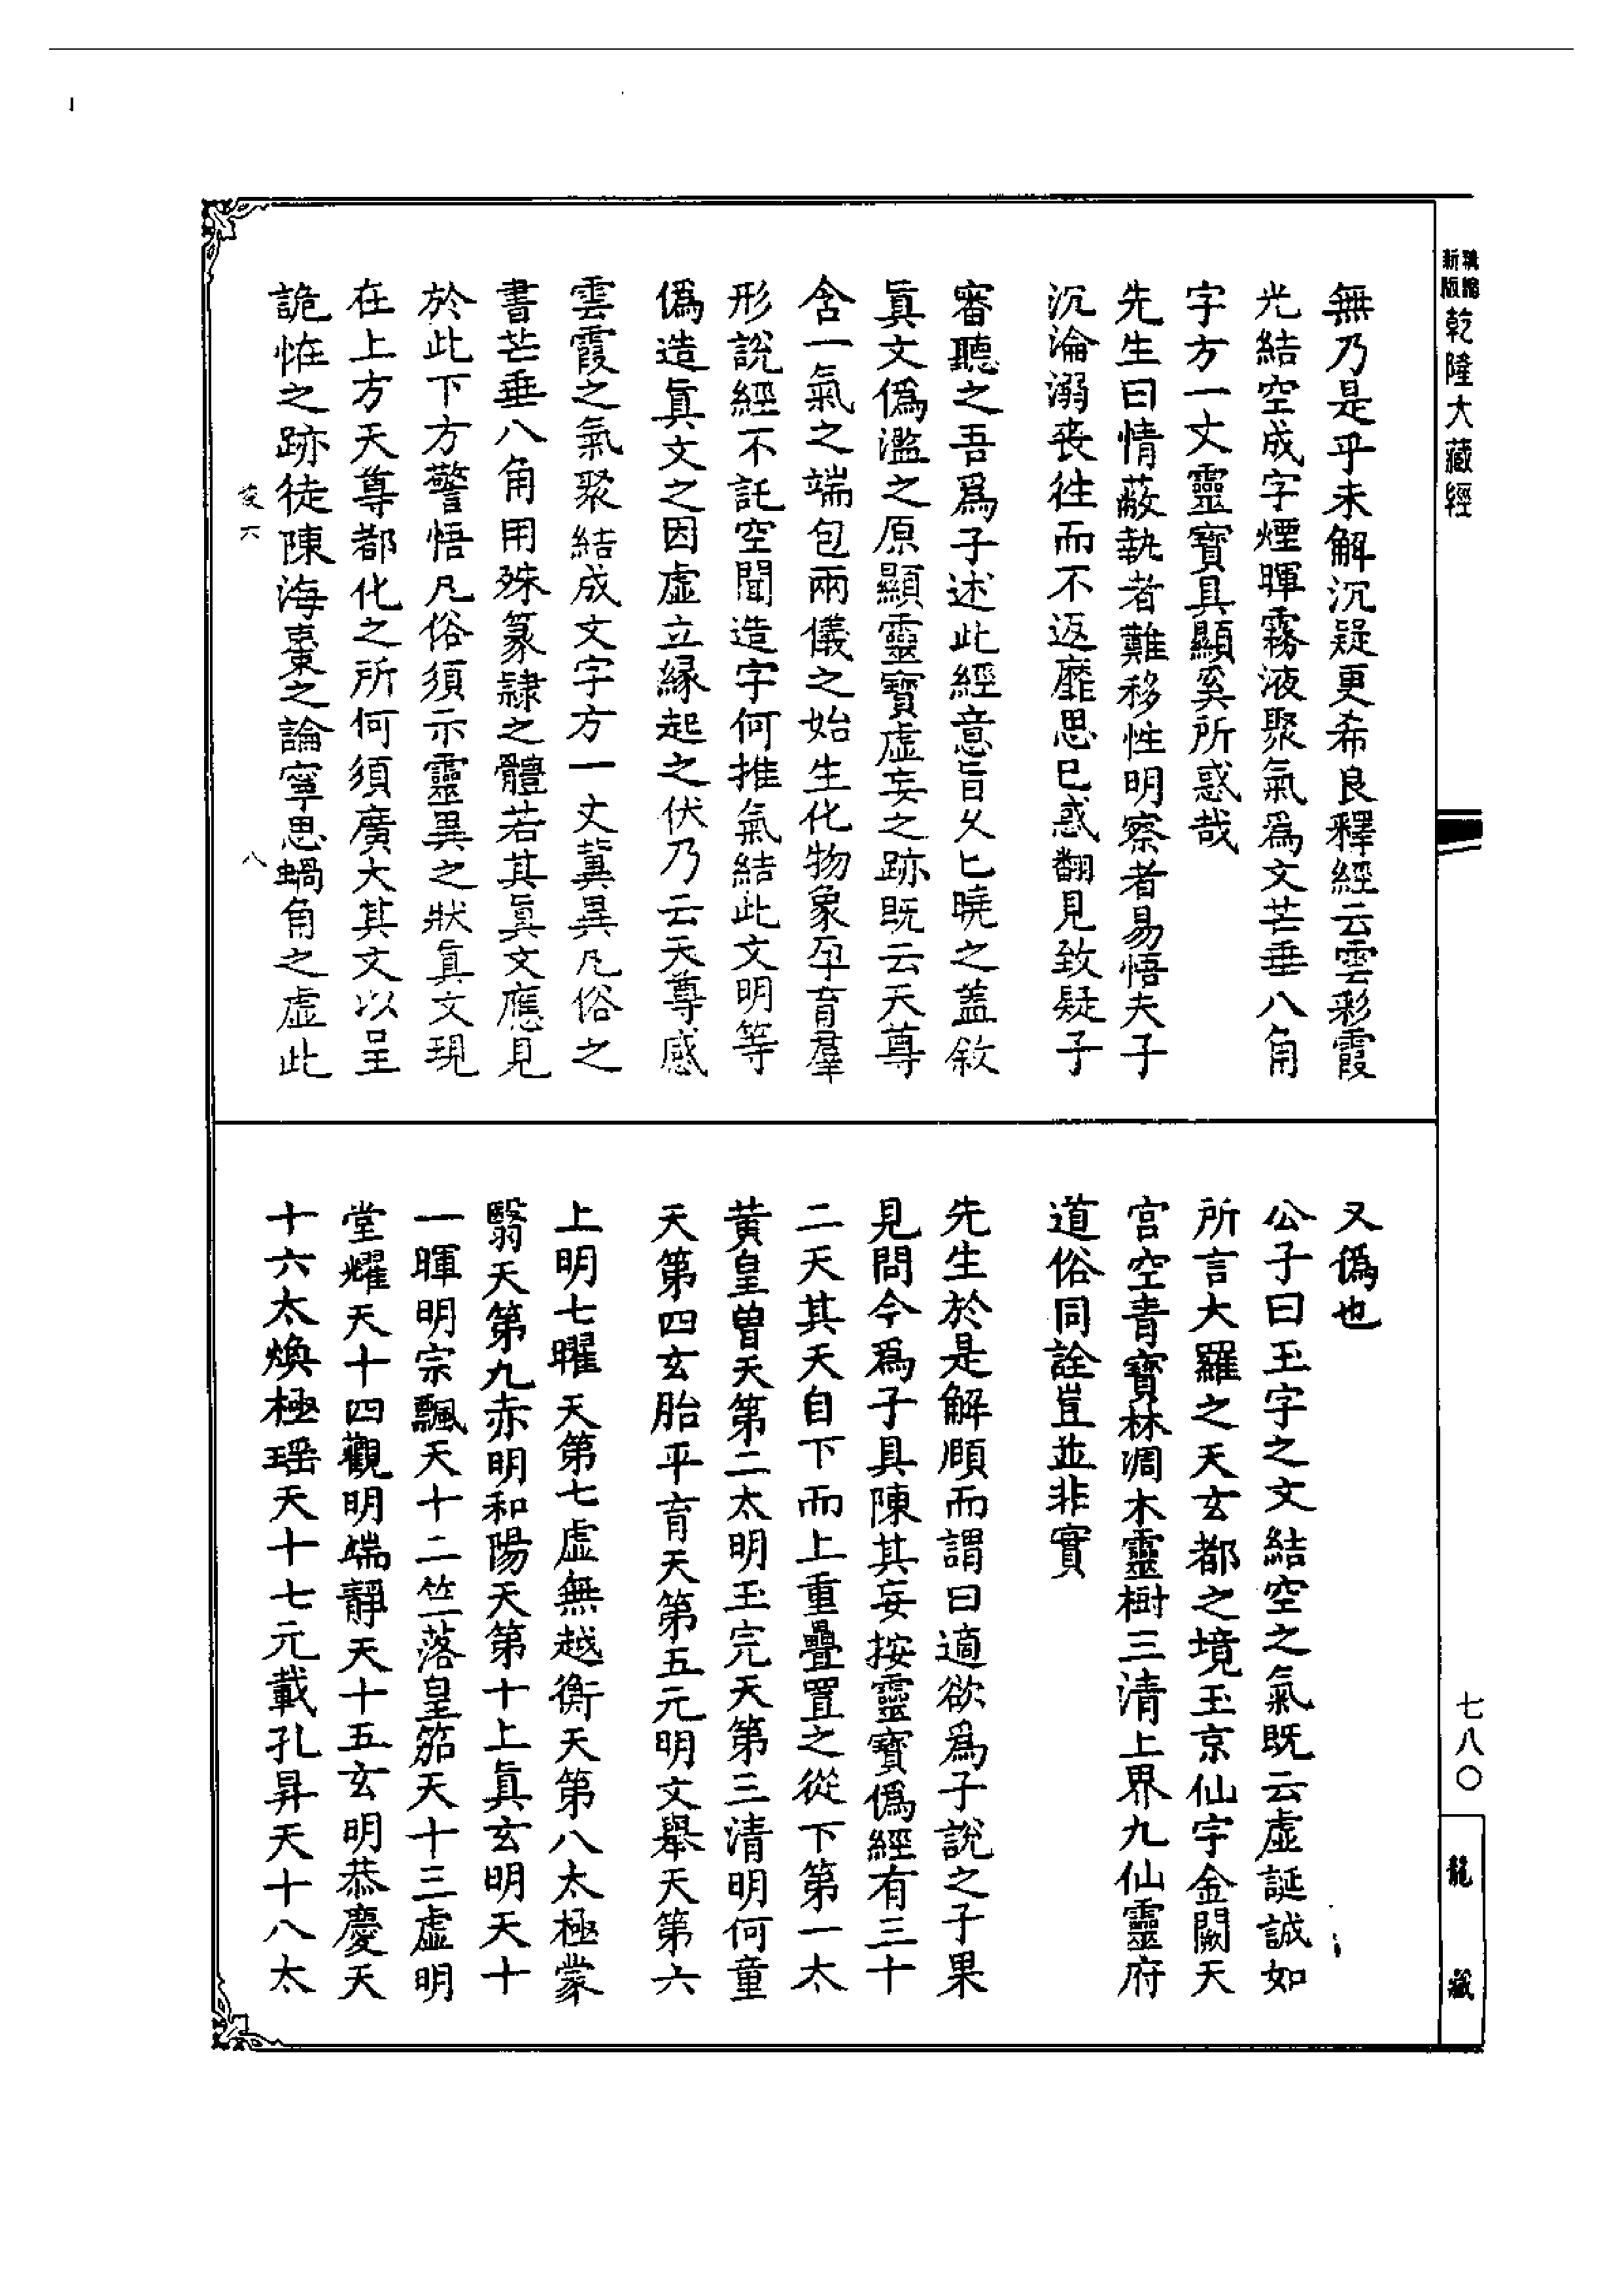 新版
乾隆大藏經
無乃是乎未解沉疑更希良釋經云雲彩霞
光結空成字煙暉霧液聚氣爲文芒垂八角
字方一丈靈寶具顯奚所惑哉
先生曰情蔽執者難移性明察者易悟夫子
沉淪溺丧徃而不返靡思已惑翻見致疑子
審聽之吾爲子述此經意旨乆匕曉之蓋敘
眞文僞濫之原顯靈寶虛妄之跡旣云天尊
含一氣之端包兩儀之始生化物象孕育羣
形說經不託空聞造字何推氣結此文明等
僞造眞文之因虛立緣起之伏乃云天尊感
雲霞之氣聚結成文字方一丈冀異凡俗之
書芒垂八角用殊篆隷之體若其眞文應見
於此下方警悟凡俗須示靈異之狀眞文現
在上方天尊都化之所何須廣大其文以呈
詭恠之跡徒陳海棗之論寧思蝸角之虛此
六
八
又僞也
公子曰玉字之文結空之氣旣云虛誕誠如
所言大羅之天玄都之境玉京仙宇金闕天
宫空青寶林凋木靈樹三清上界九仙靈府
道俗同詮豈並非實
先生於是解頤而謂曰適欲爲子說之子果
見問今爲子具陳其妄按靈寶僞經有三十
二天其天自下而上重疊置之從下第一太
黄皇曾天第二太明玉完天第三清明何童
天第四玄胎平育天第五元明文舉天第六
上明七曜天第七虛無越衡天第八太極蒙
翳天第九赤明和陽天第十上眞玄明天十
一暉明宗飄天十二竺落皇笳天十三虛明
堂耀天十四觀明端靜天十五玄明恭慶天
十六太煥極瑶天十七元載孔昇天十八太
七八〇
龍藏